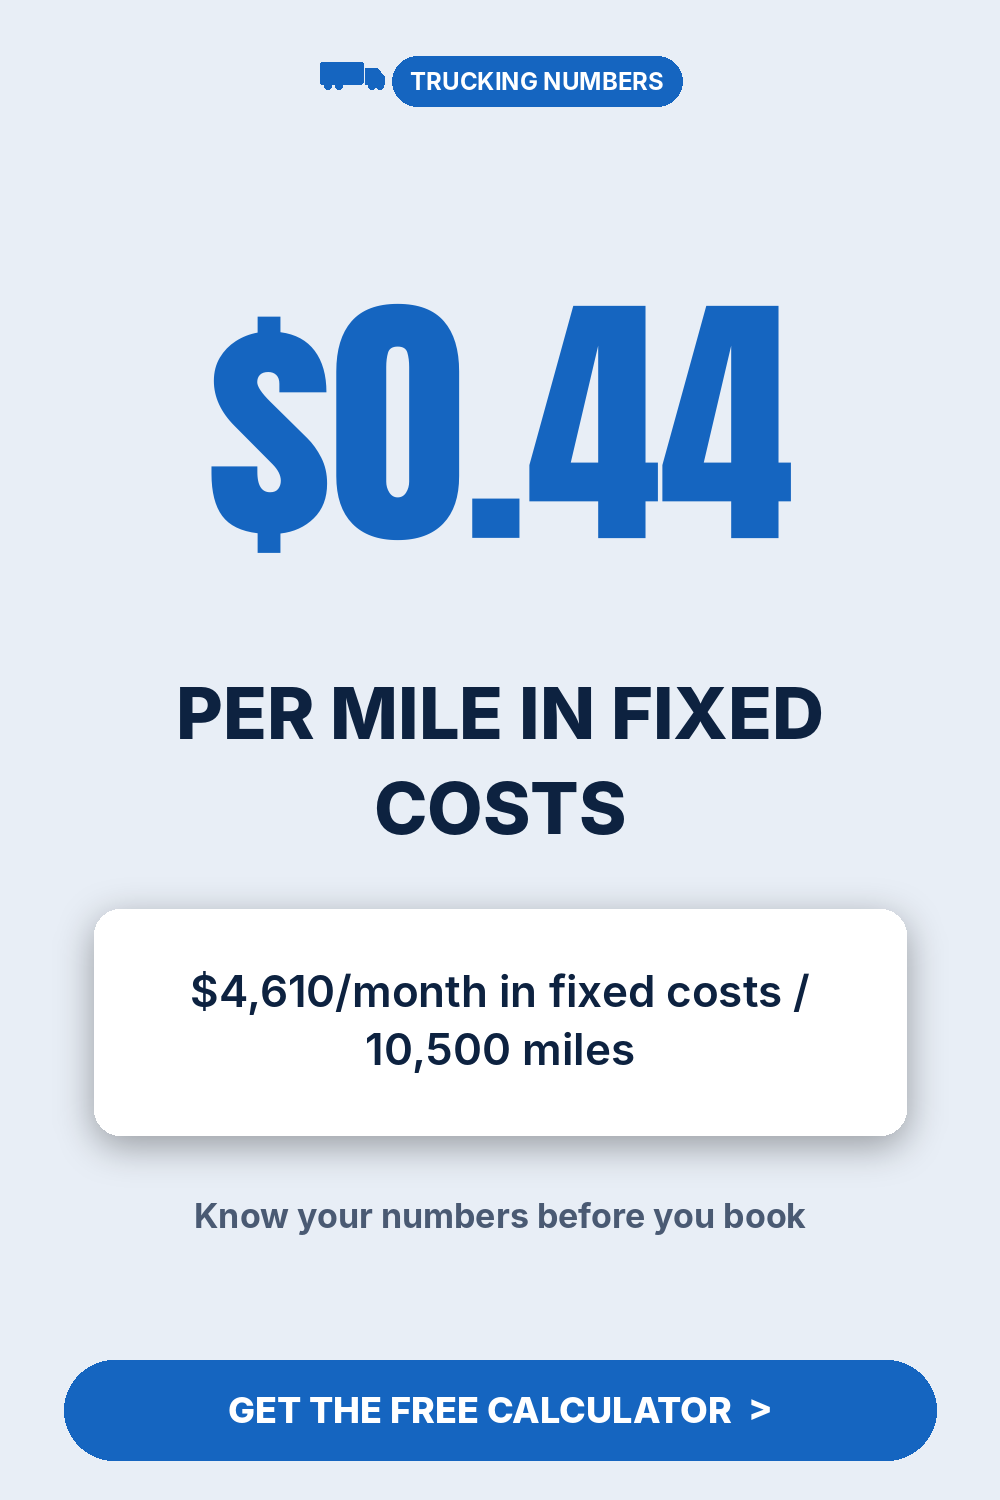 TRUCKING NUMBERS
$0.44
PER MILE IN FIXED
COSTS
$4,610/month in fixed costs /
10,500 miles
Know your numbers before you book
GET THE FREE CALCULATOR >